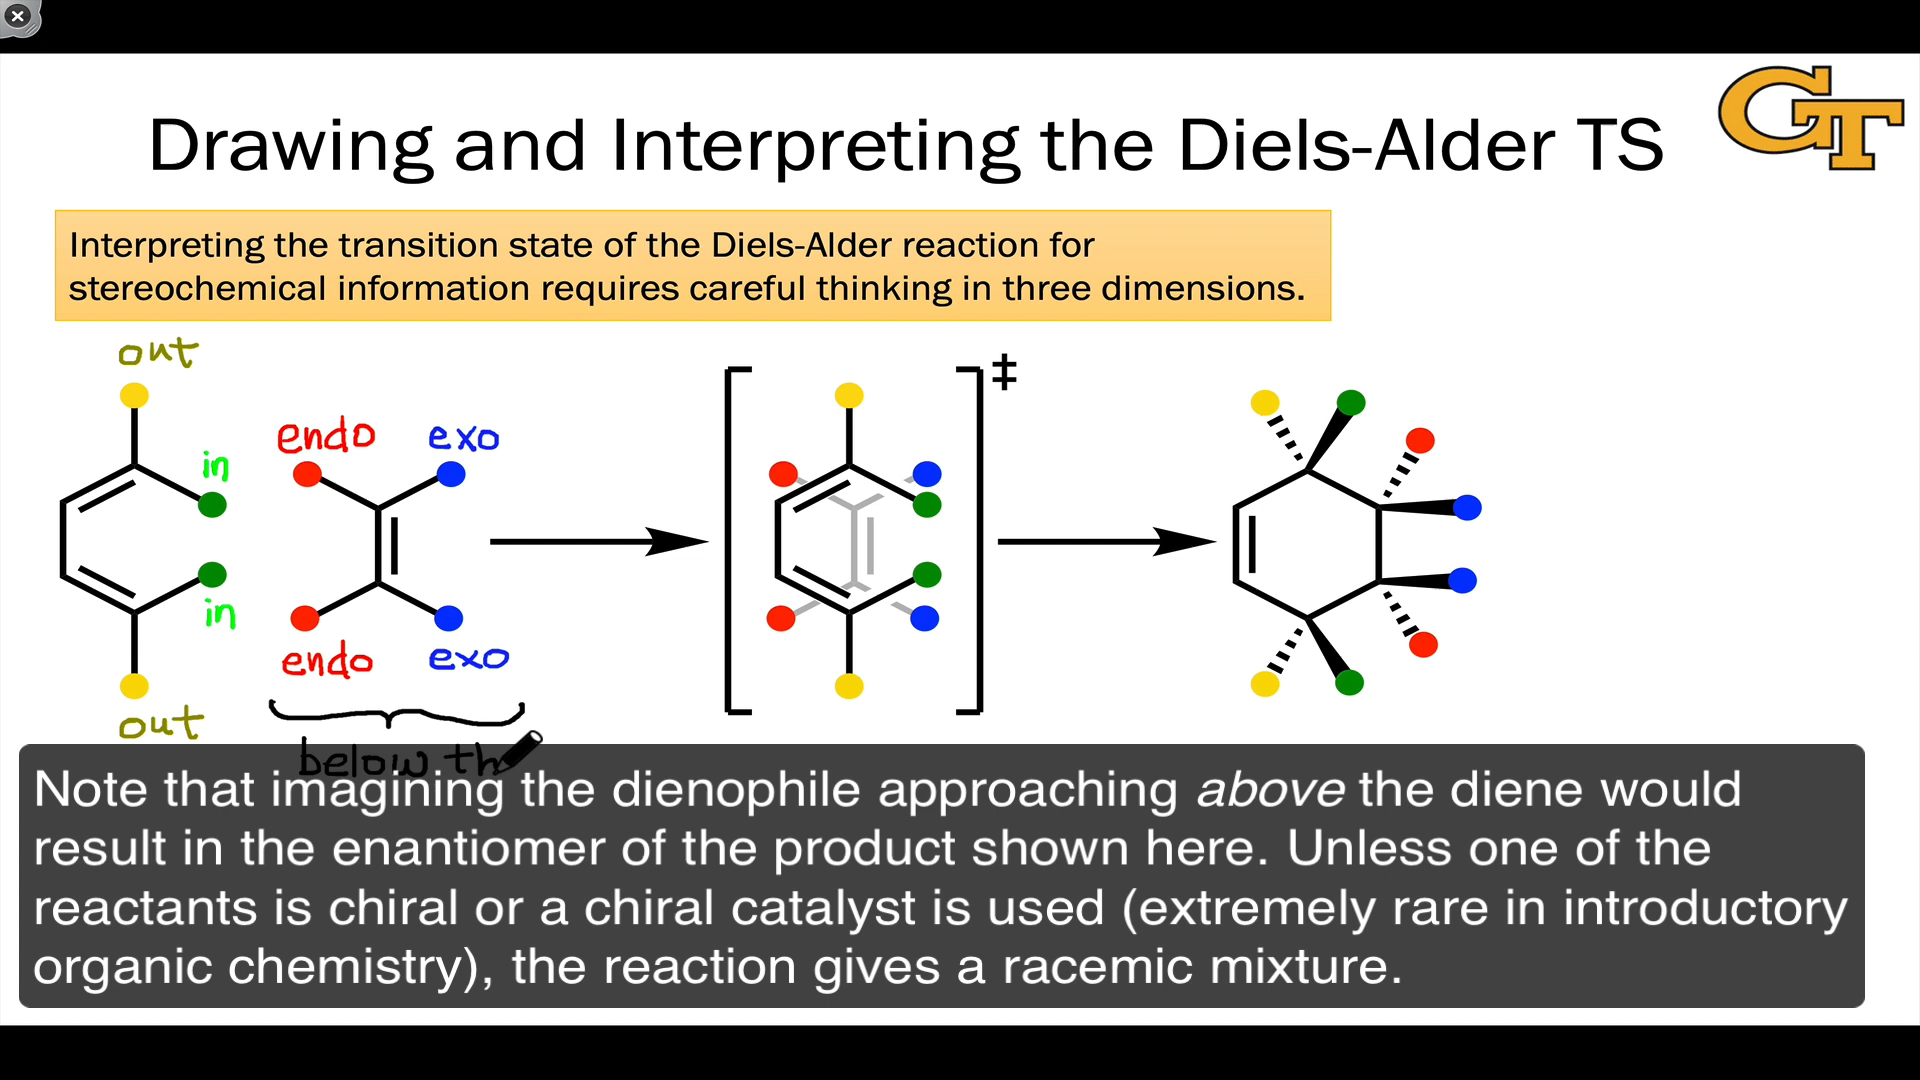 Drawing and Interpreting the Diels-Alder TS
GT
Interpreting the transition state of the Diels-Alder reaction for
stereochemical information requires careful thinking in three dimensions.
out
in
in
out
endo
exo
endo
exo
below th
‡
Note that imagining the dienophile approaching above the diene would
result in the enantiomer of the product shown here. Unless one of the
reactants is chiral or a chiral catalyst is used (extremely rare in introductory
organic chemistry), the reaction gives a racemic mixture.